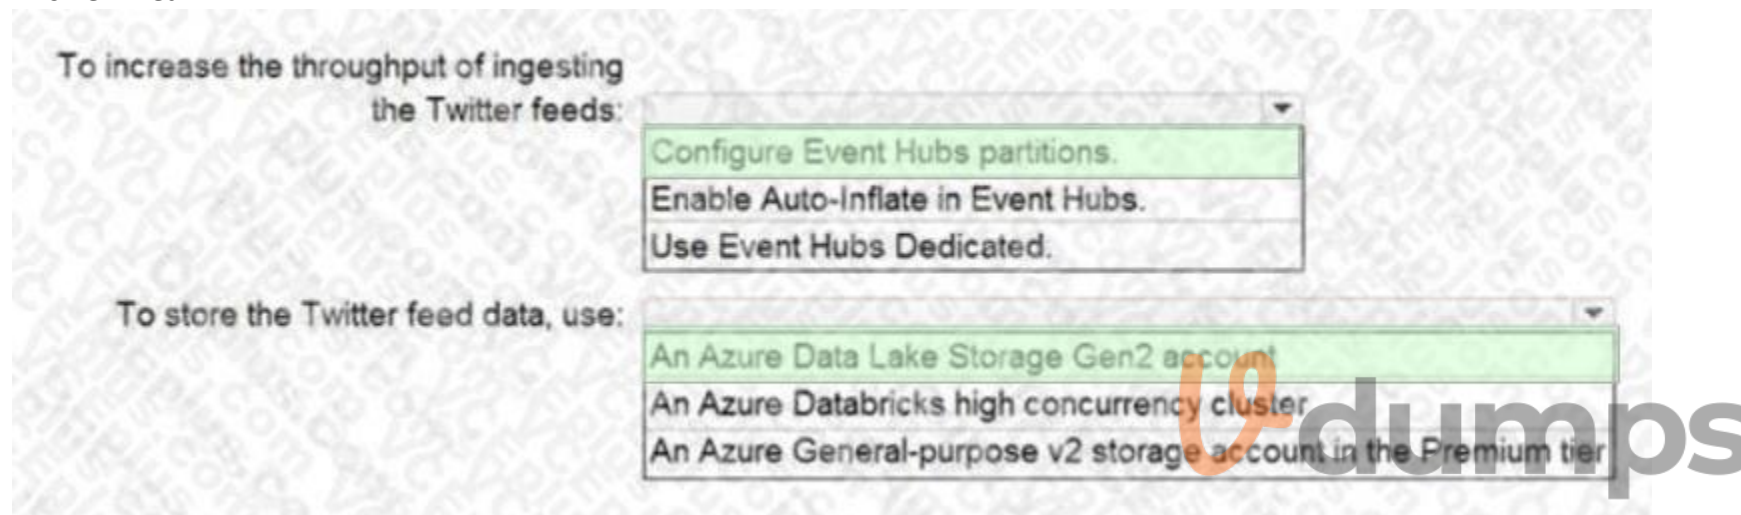 To increase the throughput of ingesting
the Twitter feeds:
Configure Event Hubs partitions.
Enable Auto-Inflate in Event Hubs.
Use Event Hubs Dedicated.
To store the Twitter feed data, use:
An Azure Data Lake Storage Gen2 account
An Azure Databricks high concurrency cluster
An Azure General-purpose v2 storage account in the Premium tier
dumps